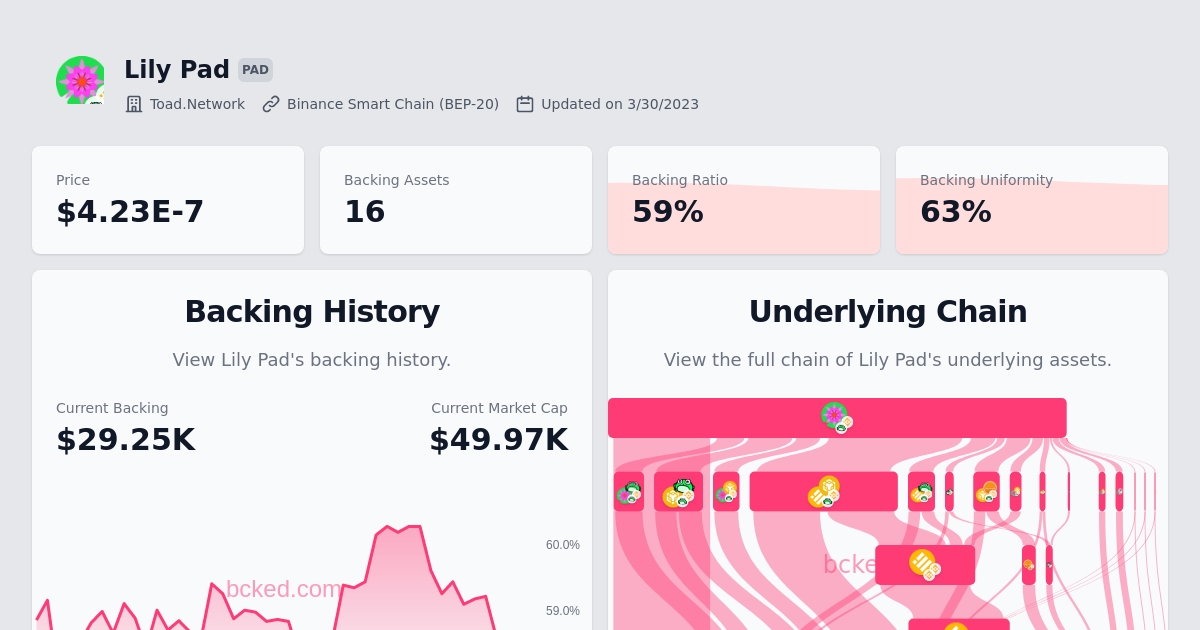 Lily Pad PAD
Toad.Network Binance Smart Chain (BEP-20) Updated on 3/30/2023
Price
$4.23E-7
Backing Assets
16
Backing Ratio
59%
Backing Uniformity
63%
Backing History
View Lily Pad's backing history.
Current Backing
$29.25K
Current Market Cap
$49.97K
60.0%
bcked.com
59.0%
Underlying Chain
View the full chain of Lily Pad's underlying assets.
bcke